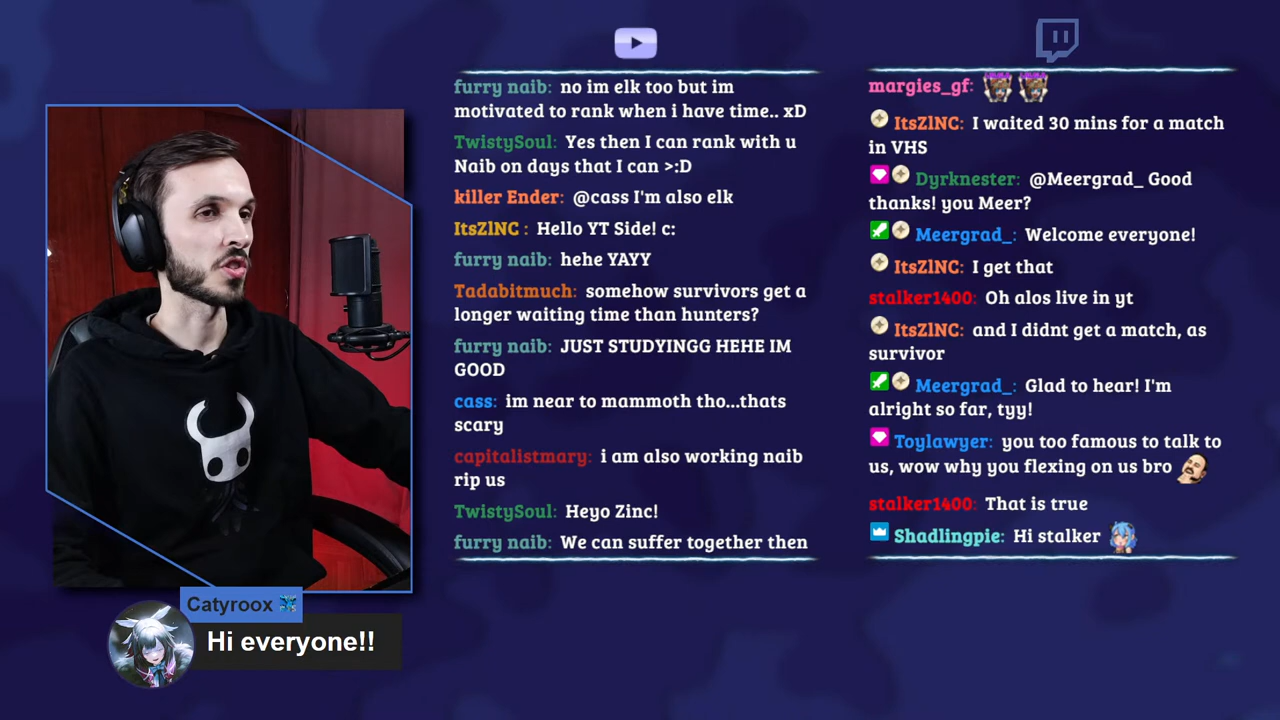 furry naib: no im elk too but im
motivated to rank when i have time.. xD
TwistySoul: Yes then I can rank with u
Naib on days that I can >:D
killer Ender: @cass I'm also elk
ItsZlNC : Hello YT Side! c:
furry naib: hehe YAYY
Tadabitmuch: somehow survivors get a
longer waiting time than hunters?
furry naib: JUST STUDYINGG HEHE IM
GOOD
cass: im near to mammoth tho...thats
scary
capitalistmary: i am also working naib
rip us
TwistySoul: Heyo Zinc!
furry naib: We can suffer together then
margies_gf:
ItsZlNC: I waited 30 mins for a match
in VHS
Dyrknester: @Meergrad_ Good
thanks! you Meer?
Meergrad_: Welcome everyone!
ItsZlNC: I get that
stalker1400: Oh alos live in yt
ItsZlNC: and I didnt get a match, as
survivor
Meergrad_: Glad to hear! I'm
alright so far, tyy!
Toylawyer: you too famous to talk to
us, wow why you flexing on us bro
stalker1400: That is true
Shadlingpie: Hi stalker
Catyroox
Hi everyone!!